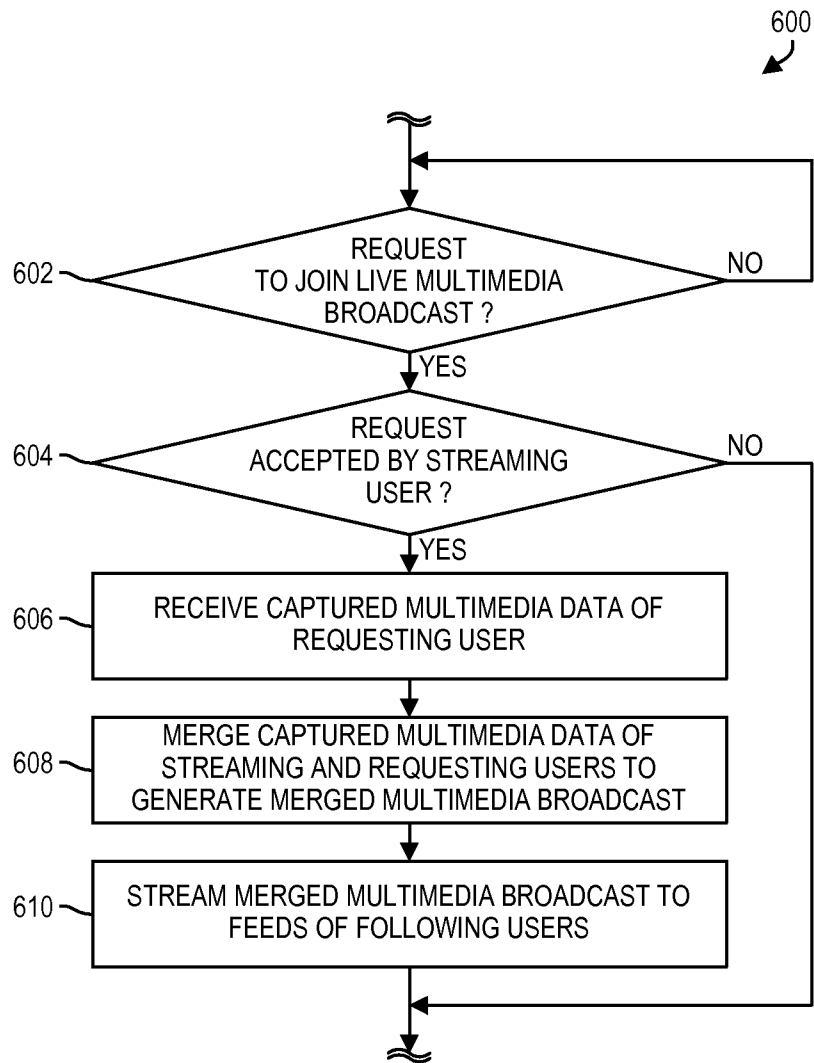 600
REQUEST
TO JOIN LIVE MULTIMEDIA
BROADCAST ?
602
NO
YES
REQUEST
ACCEPTED BY STREAMING
USER ?
604
NO
YES
RECEIVE CAPTURED MULTIMEDIA DATA OF
REQUESTING USER
606
MERGE CAPTURED MULTIMEDIA DATA OF
STREAMING AND REQUESTING USERS TO
GENERATE MERGED MULTIMEDIA BROADCAST
608
STREAM MERGED MULTIMEDIA BROADCAST TO
FEEDS OF FOLLOWING USERS
610